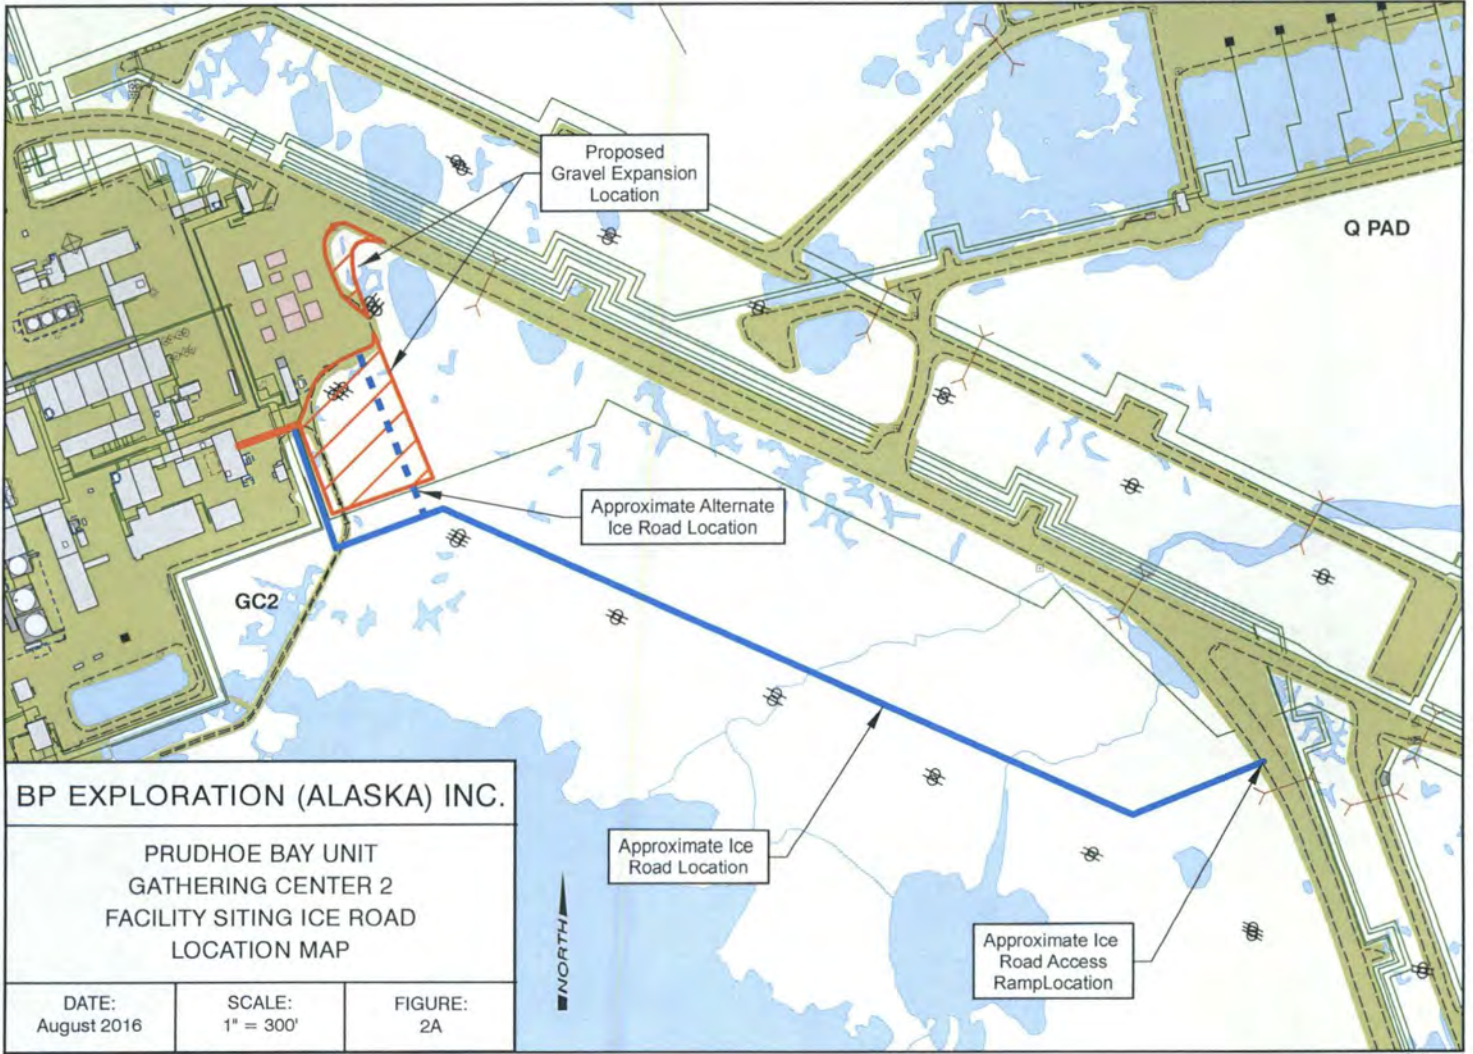 Proposed
Gravel Expansion
Location
Q PAD
Approximate Alternate
Ice Road Location
GC2
Approximate Ice
Road Location
Approximate Ice
Road Access
RampLocation
NORTH
BP EXPLORATION (ALASKA) INC.
PRUDHOE BAY UNIT
GATHERING CENTER 2
FACILITY SITING ICE ROAD
LOCATION MAP
DATE:
August 2016
SCALE:
1" = 300'
FIGURE:
2A